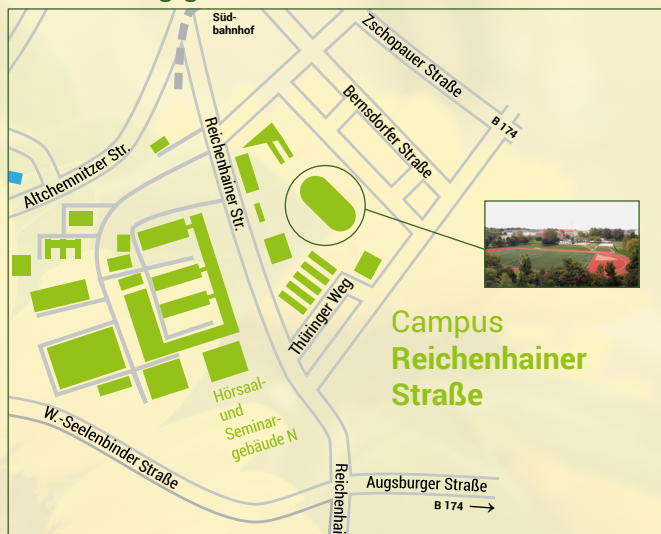 Süd-
bahnhof
Zschopauer Straße
B 174
Bernsdorfer Straße
Reichenhainer Str.
Altchemnitzer Str.
Thüringer Weg
Campus
Reichenhainer
Straße
Hörsaal-
und
Seminar-
gebäude N
W.-Seelenbinder Straße
Augsburger Straße
B 174
Reichenhai